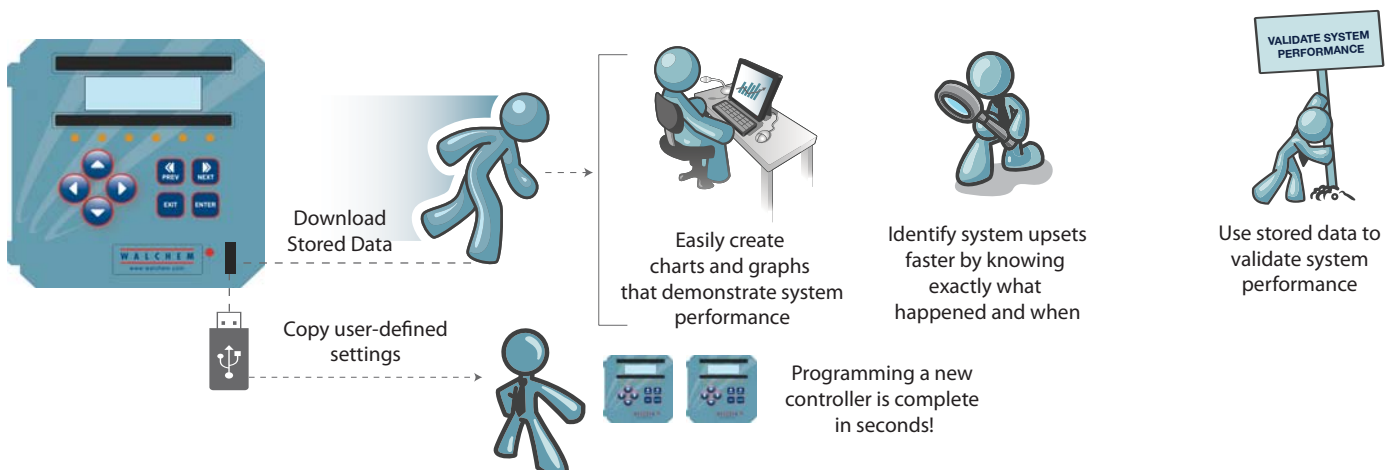 VALIDATE SYSTEM
PERFORMANCE
PREV
NEXT
EXIT
ENTER
WALCHEM
www.walchem.com
Download
Stored Data
Easily create
charts and graphs
that demonstrate system
performance
Identify system upsets
faster by knowing
exactly what
happened and when
Use stored data to
validate system
performance
Copy user-defined
settings
Programming a new
controller is complete
in seconds!